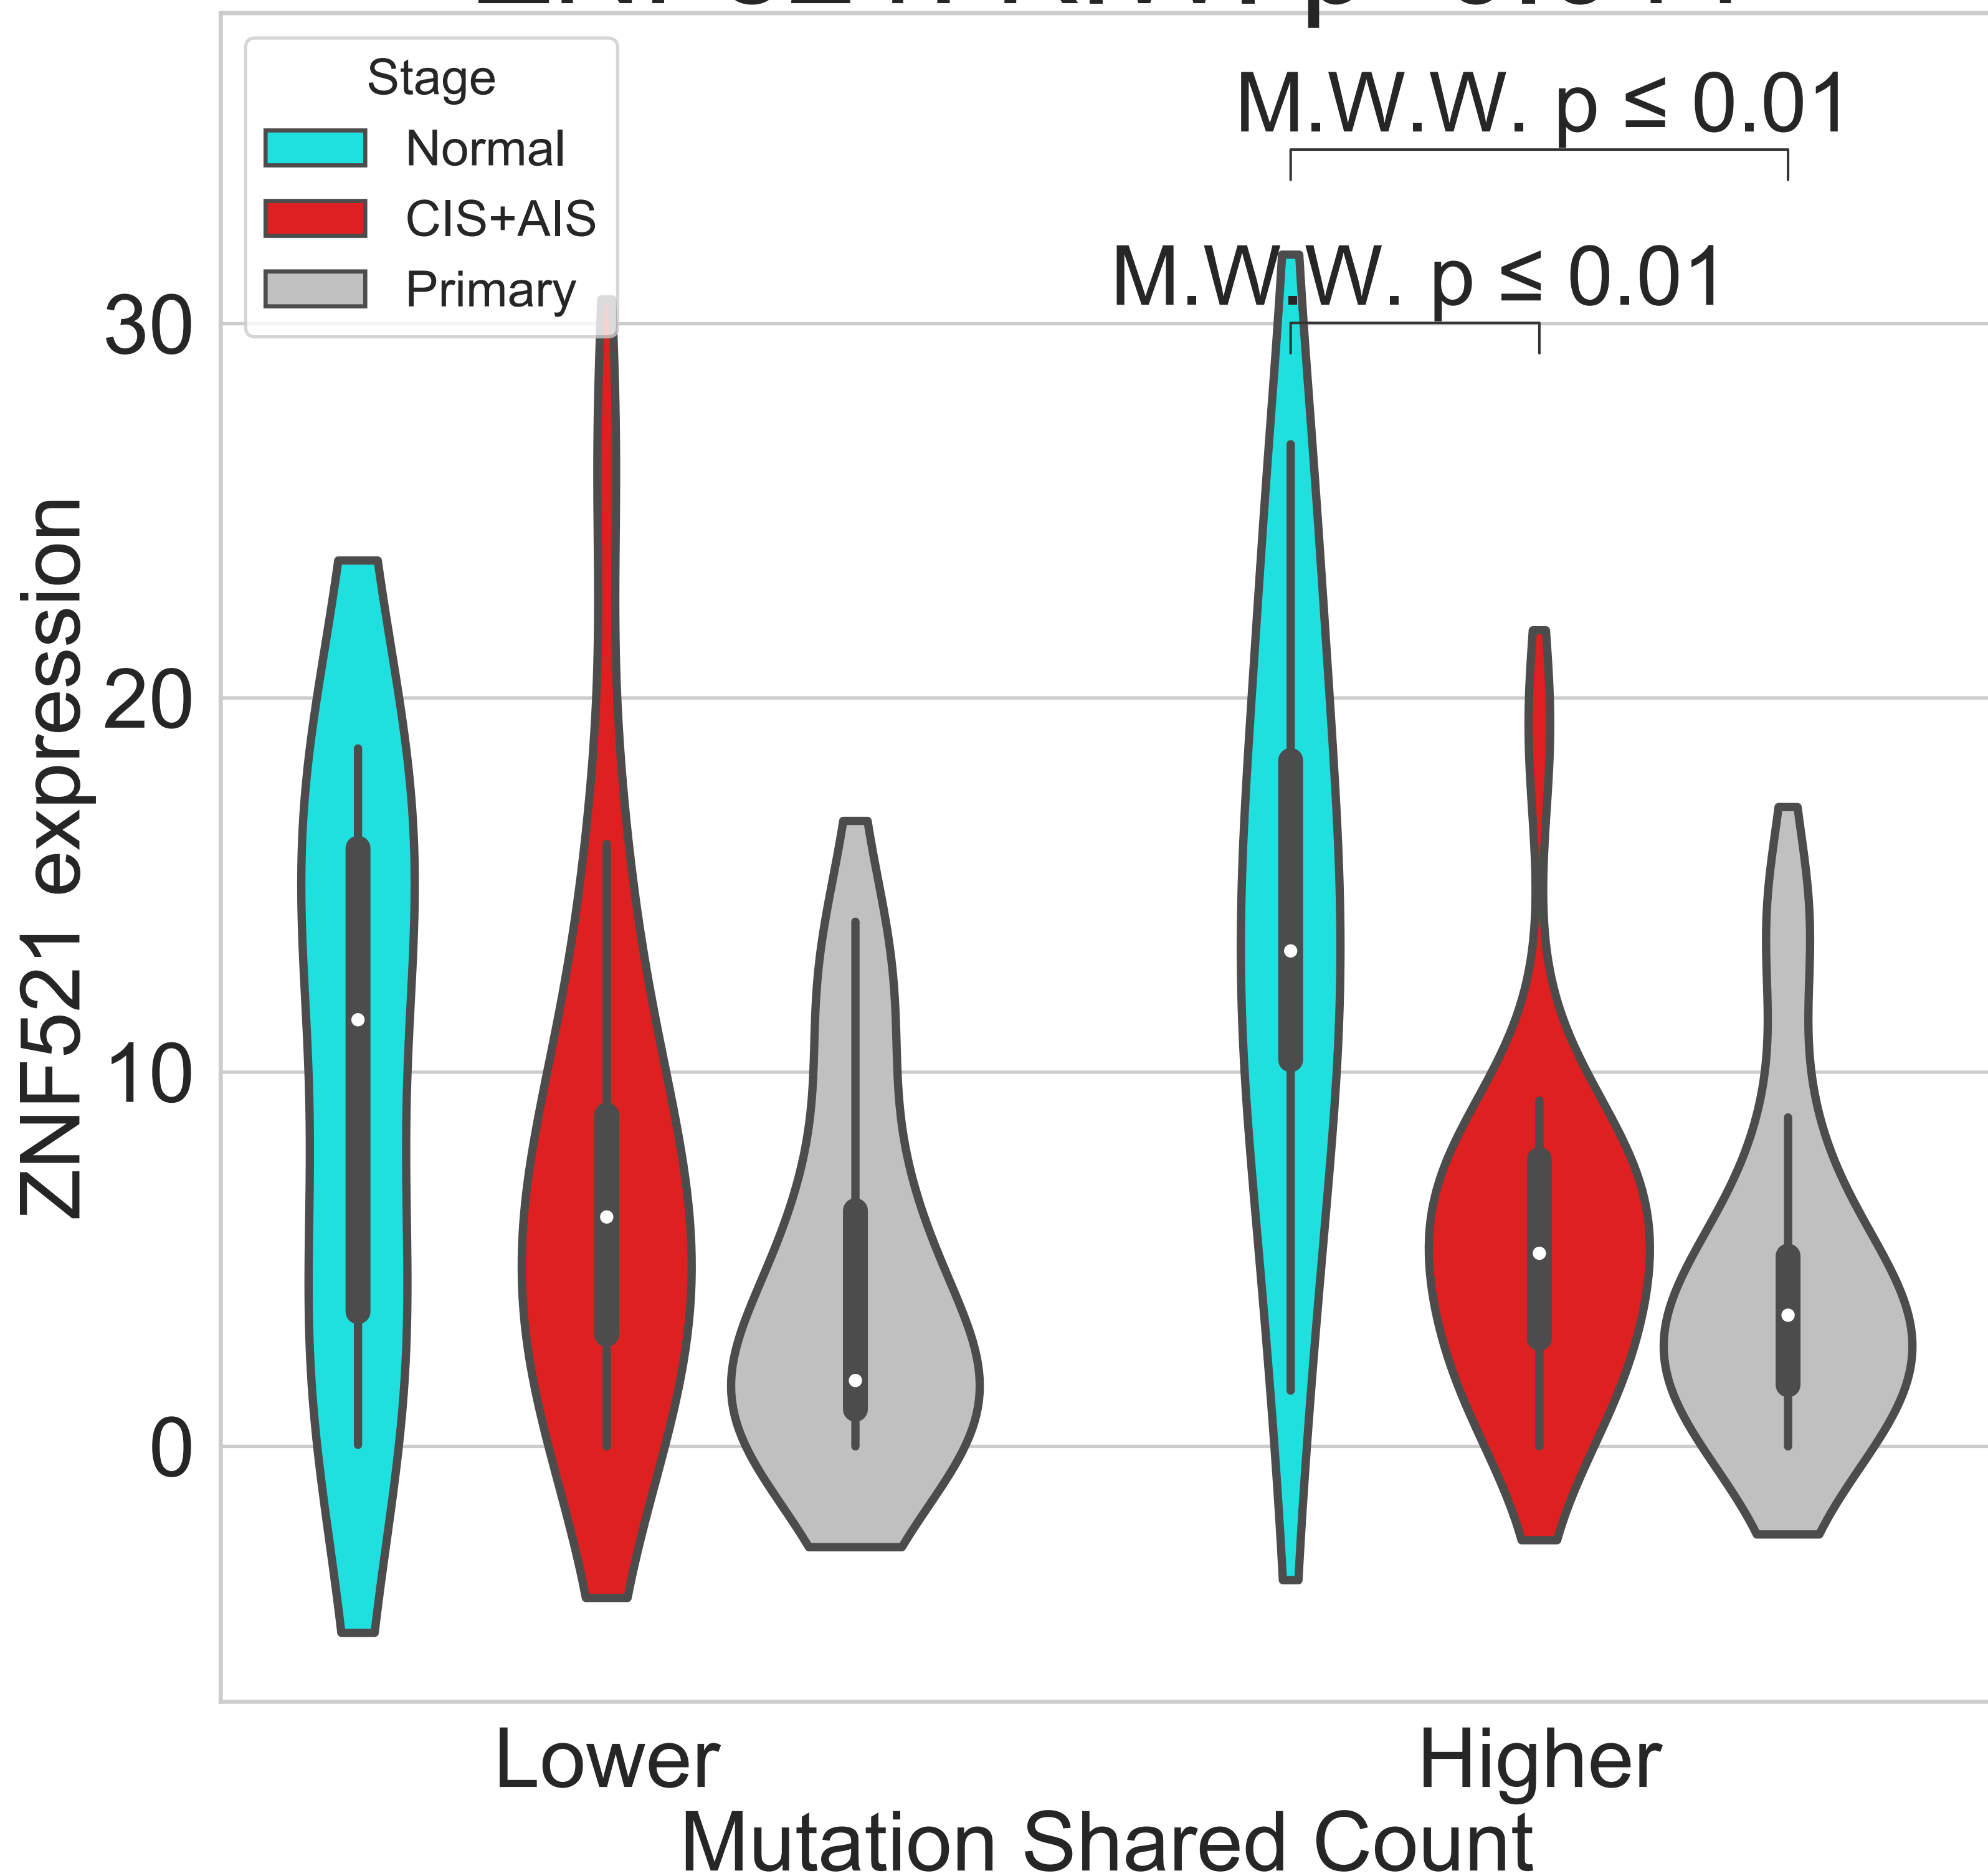 Stage
Normal
CIS+AIS
Primary
M.W.W. p ≤ 0.01
M.W.W. p ≤ 0.01
30
20
10
0
ZNF521 expression
Lower
Higher
Mutation Shared Count